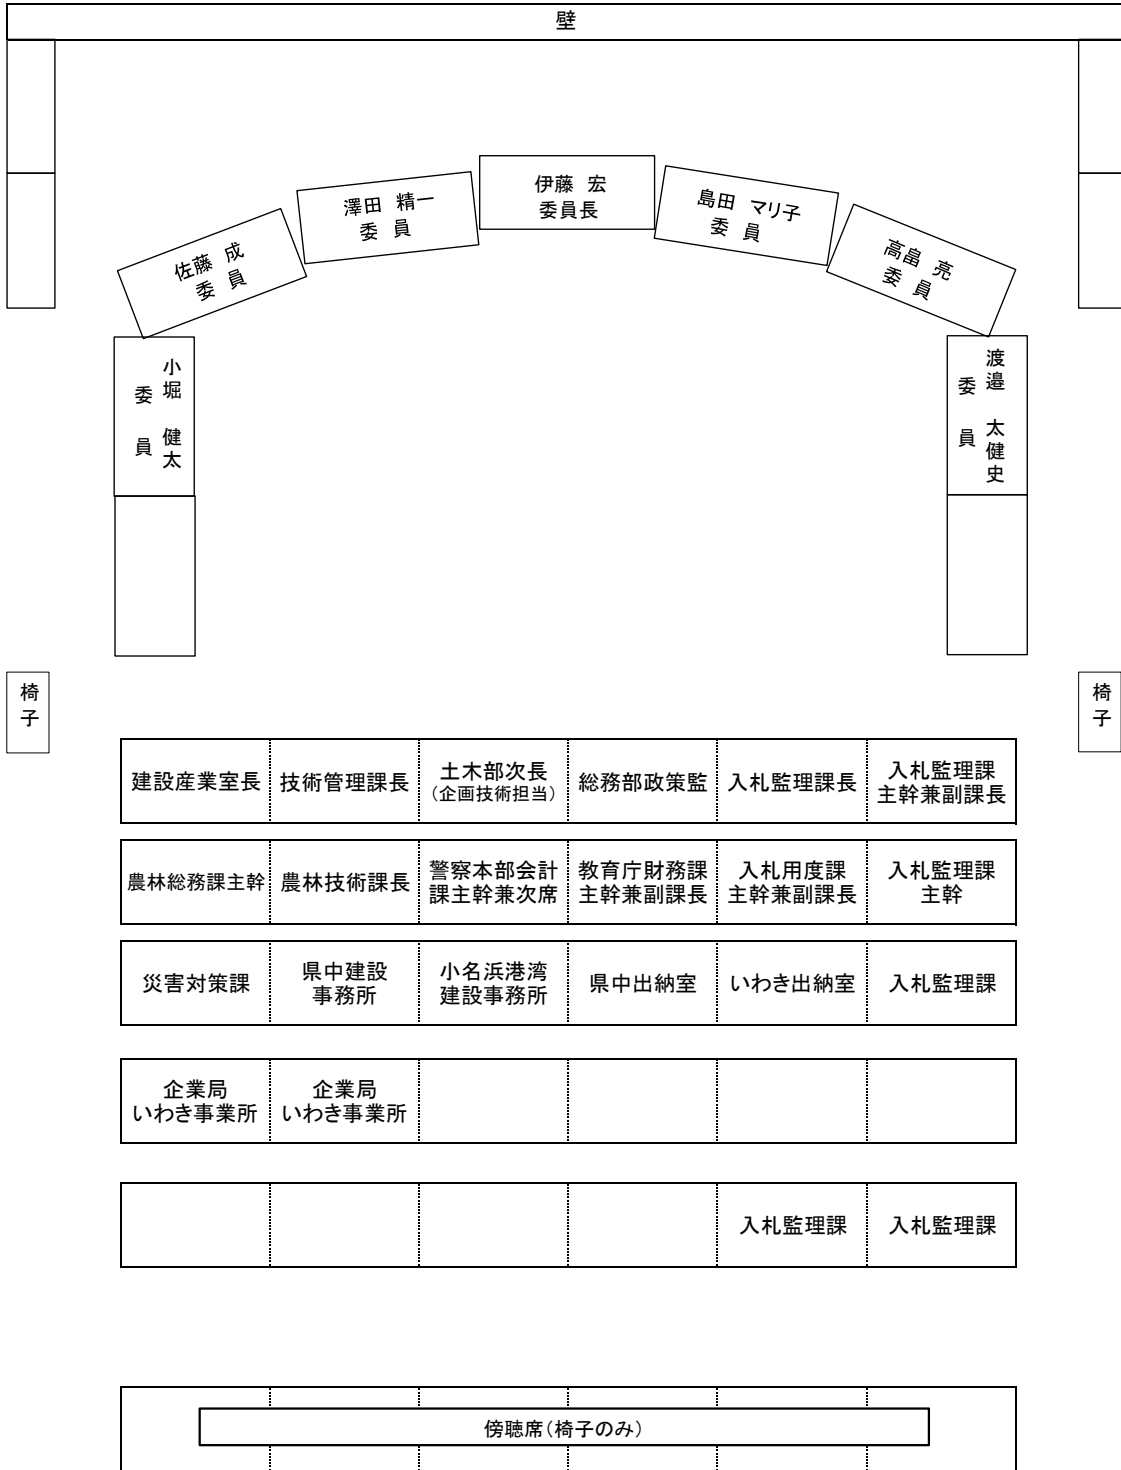 壁
伊藤 宏
委員長
澤田 精一
委 員
島田 マリ子
委 員
佐藤 成
委 員
高畠 亮
委 員
小堀 健太
委 員
渡邉 太健史
委 員
椅子
椅子
建設産業室長
技術管理課長
土木部次長
(企画技術担当)
総務部政策監
入札監理課長
入札監理課
主幹兼副課長
農林総務課主幹
農林技術課長
警察本部会計
課主幹兼次席
教育庁財務課
主幹兼副課長
入札用度課
主幹兼副課長
入札監理課
主幹
災害対策課
県中建設
事務所
小名浜港湾
建設事務所
県中出納室
いわき出納室
入札監理課
企業局
いわき事業所
企業局
いわき事業所
入札監理課
入札監理課
傍聴席(椅子のみ)